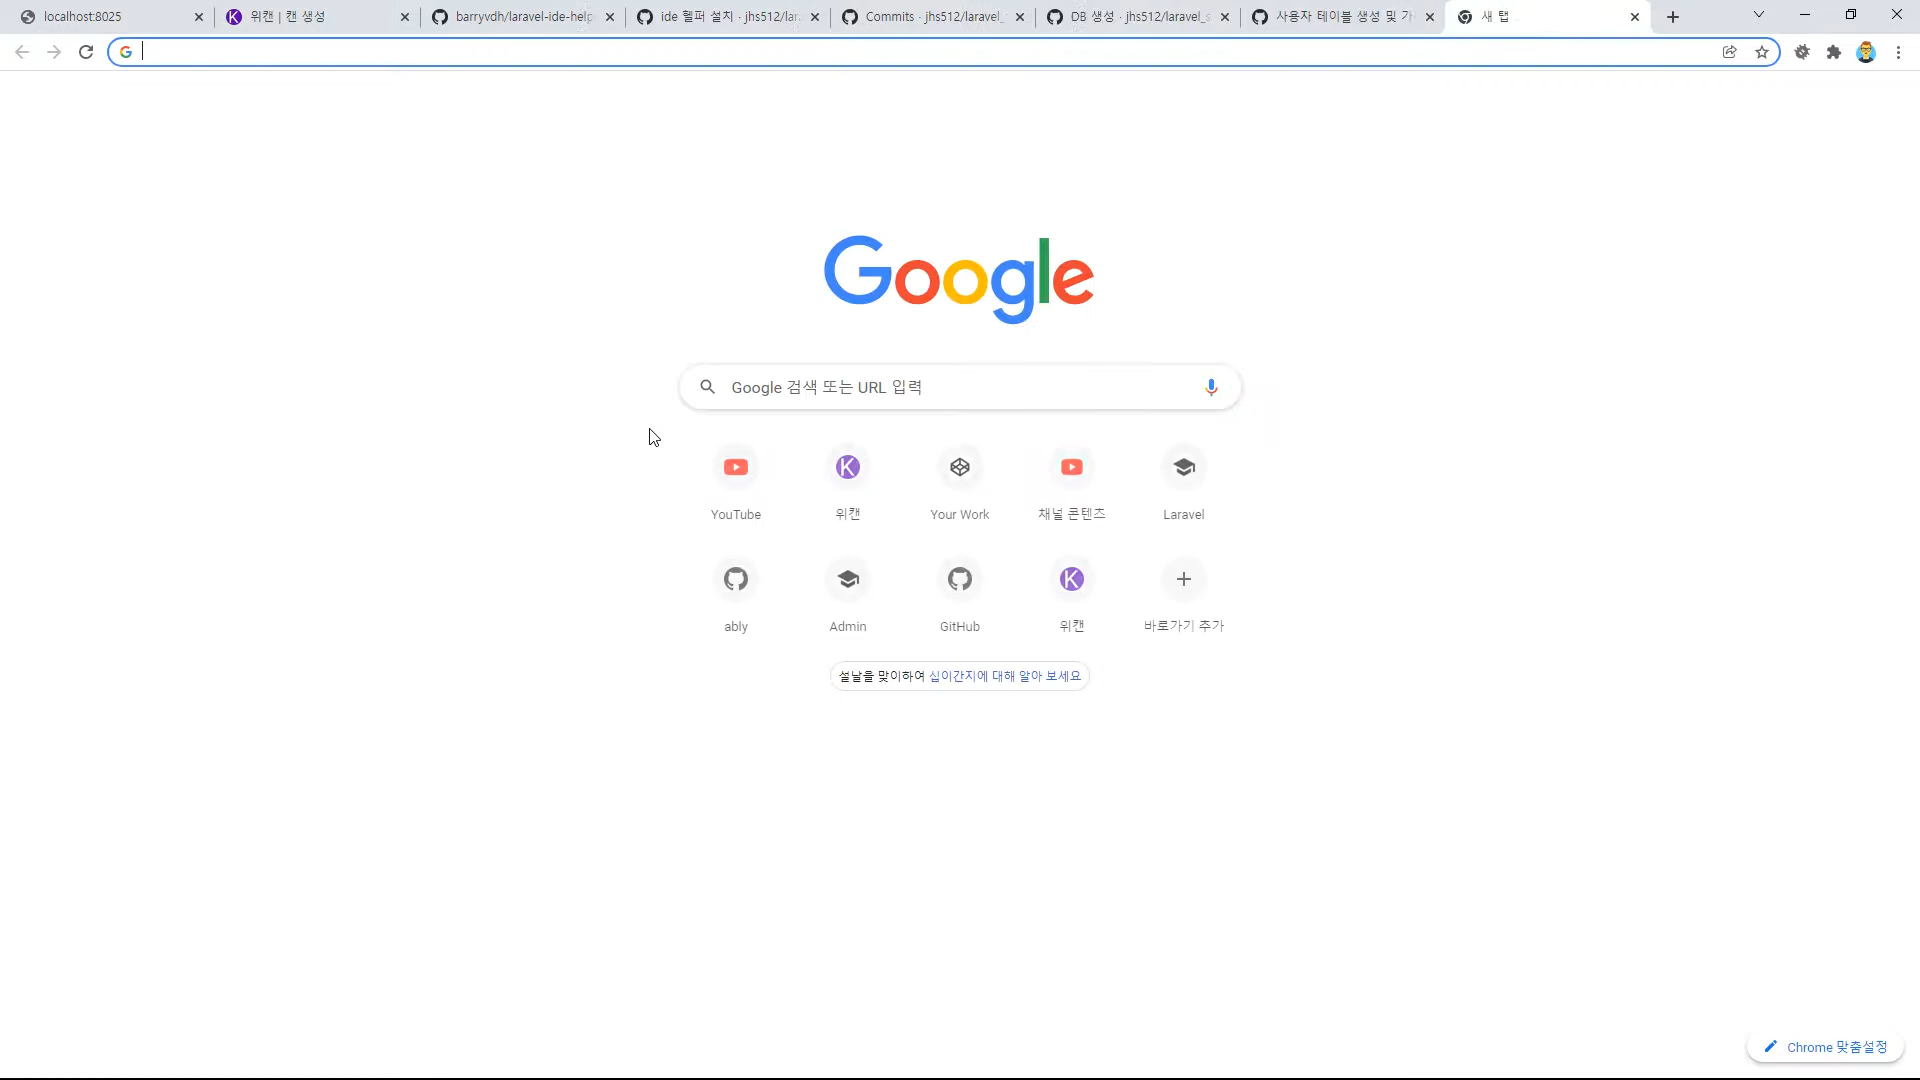 localhost:8025
위캔 | 캔 생성
barryvdh/laravel-ide-help
ide 헬퍼 설치 · jhs512/lar
Commits · jhs512/laravel_
DB 생성 · jhs512/laravel_s
사용자 테이블 생성 및 가
새 탭
Google
Google 검색 또는 URL 입력
YouTube
위캔
Your Work
채널 콘텐츠
Laravel
ably
Admin
GitHub
위캔
바로가기 추가
설날을 맞이하여 십이간지에 대해 알아 보세요
Chrome 맞춤설정